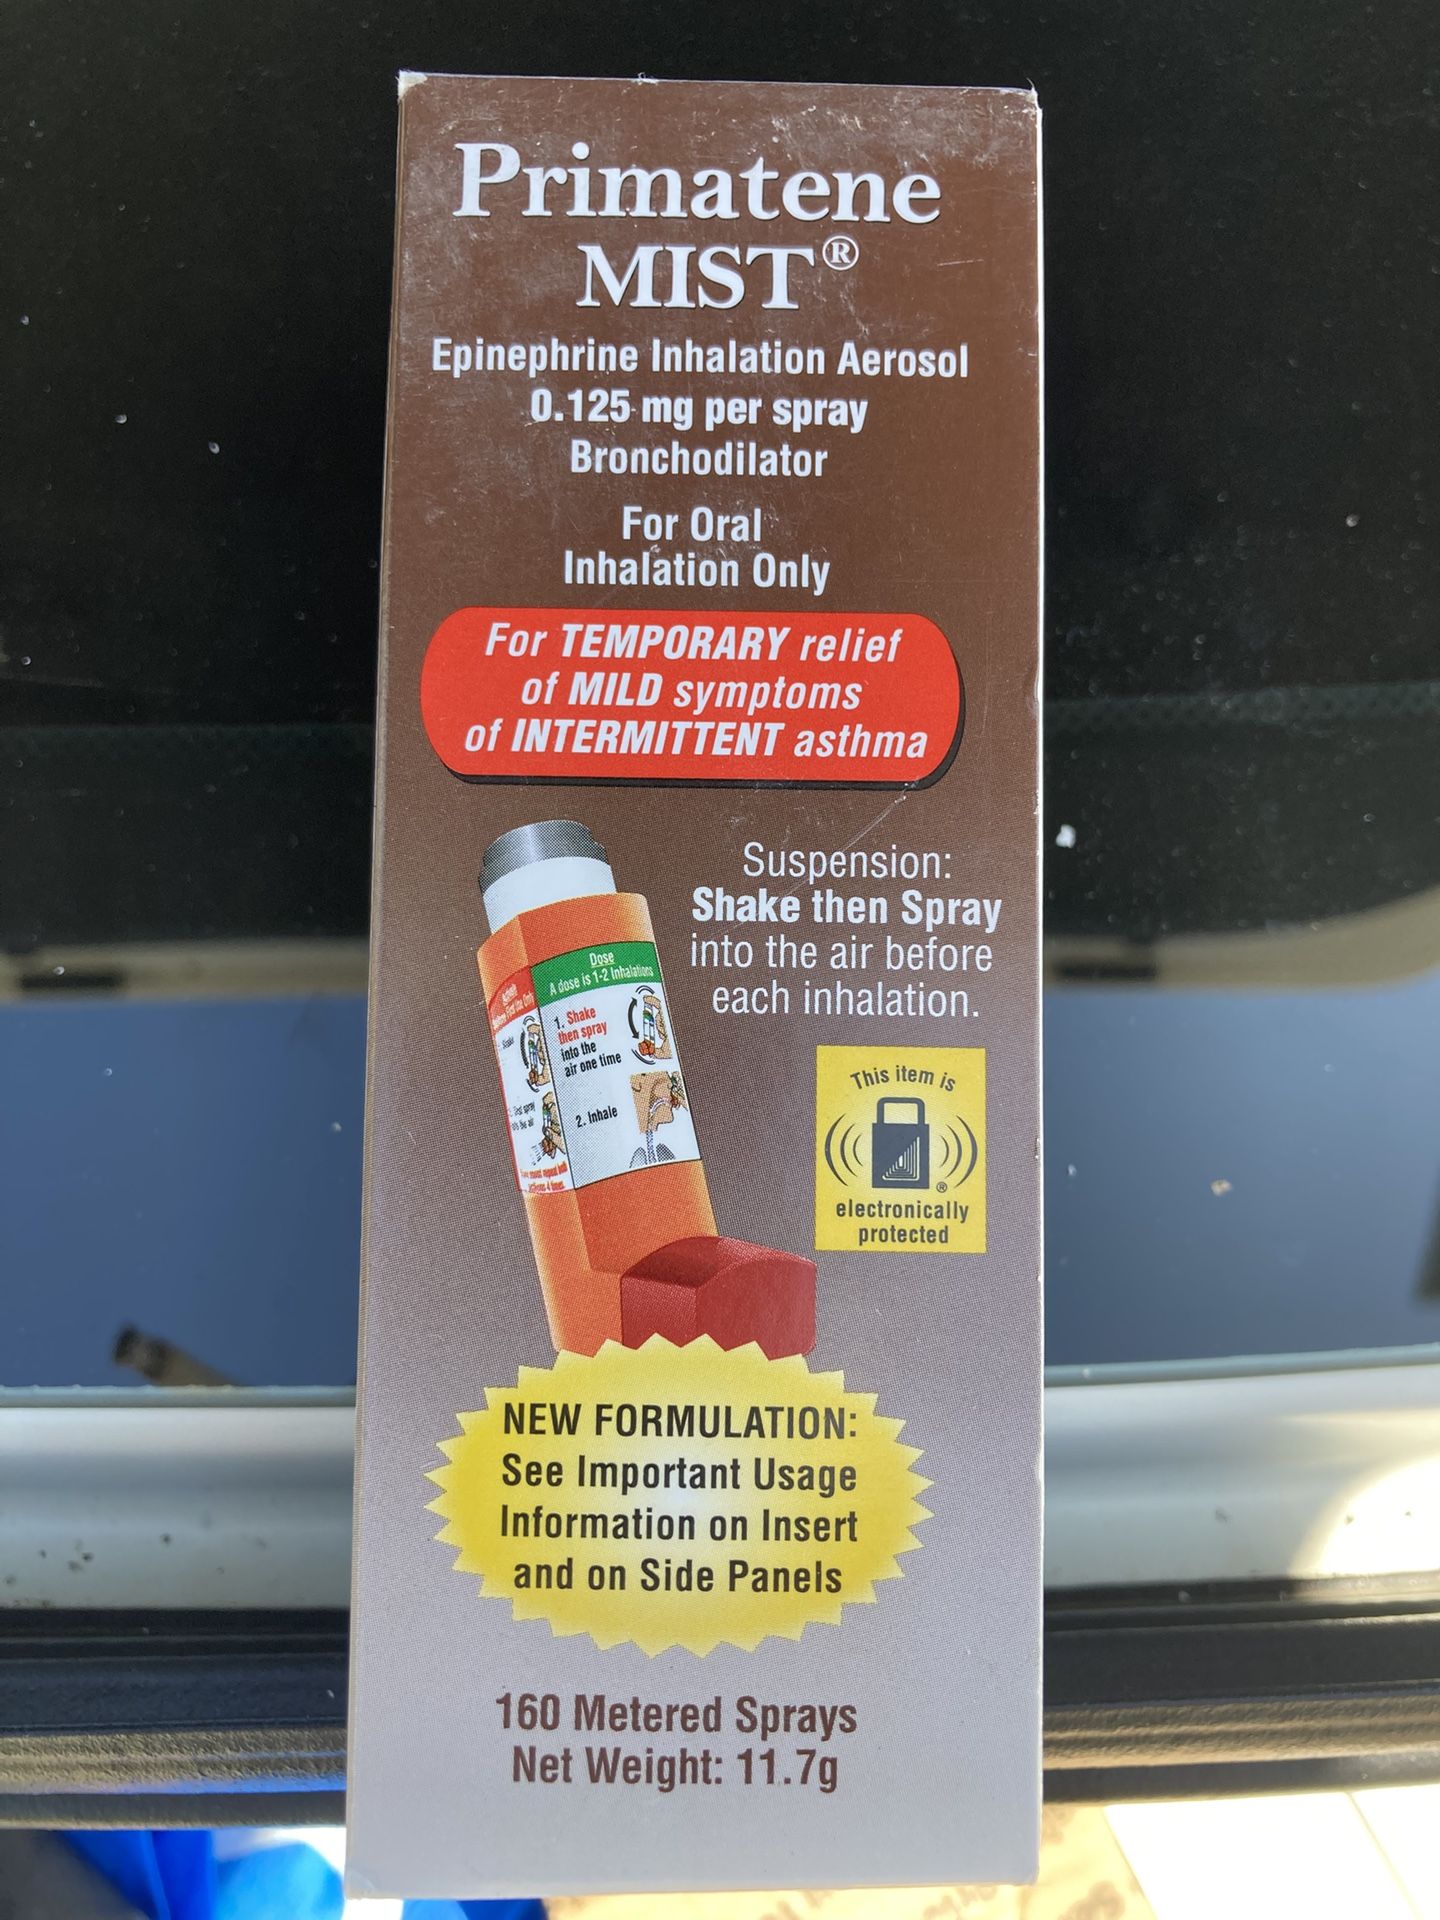 Primatene
MIST®
Epinephrine Inhalation Aerosol
0.125 mg per spray
Bronchodilator
For Oral
Inhalation Only
For TEMPORARY relief
of MILD symptoms
of INTERMITTENT asthma
Suspension:
Shake then Spray
into the air before
each inhalation.
Dose
A dose is 1-2 Inhalations
1. Shake
then spray
into the
air one time
2. Inhale
Shake
This item is
®
electronically
protected
NEW FORMULATION:
See Important Usage
Information on Insert
and on Side Panels
160 Metered Sprays
Net Weight: 11.7g